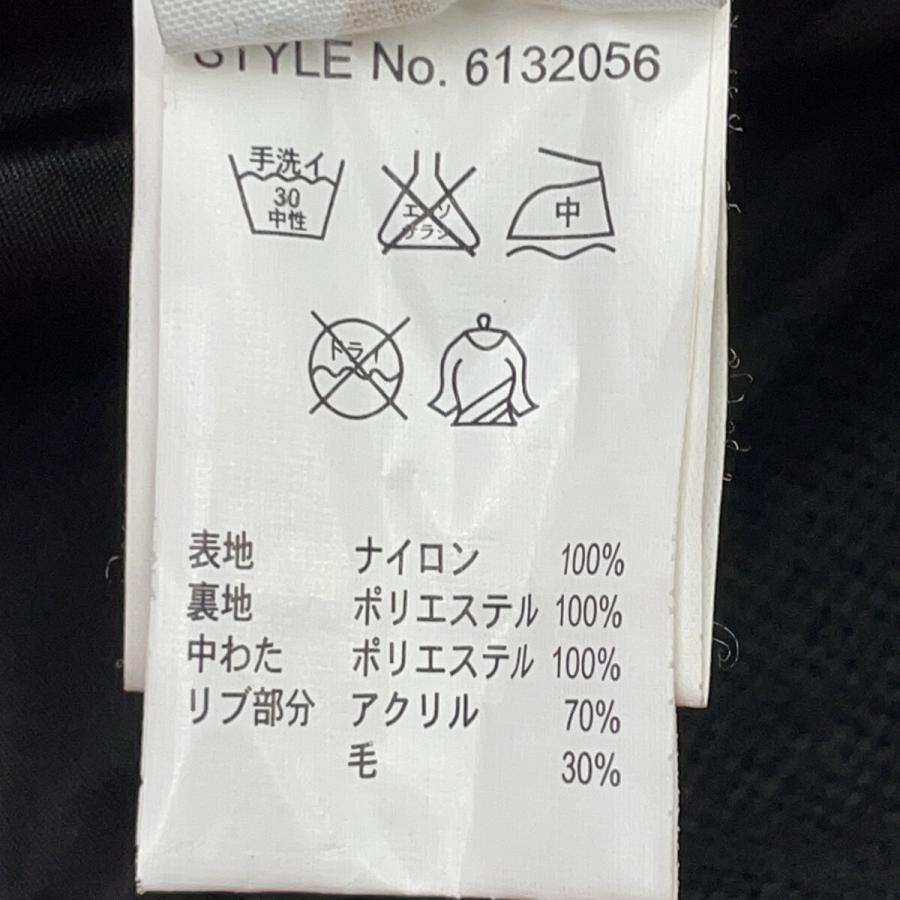 STYLE No. 6132056
手洗イ
30
中性
エンソ
サラシ
中
ドライ
表地 ナイロン 100%
裏地 ポリエステル 100%
中わた ポリエステル 100%
リブ部分 アクリル 70%
毛 30%